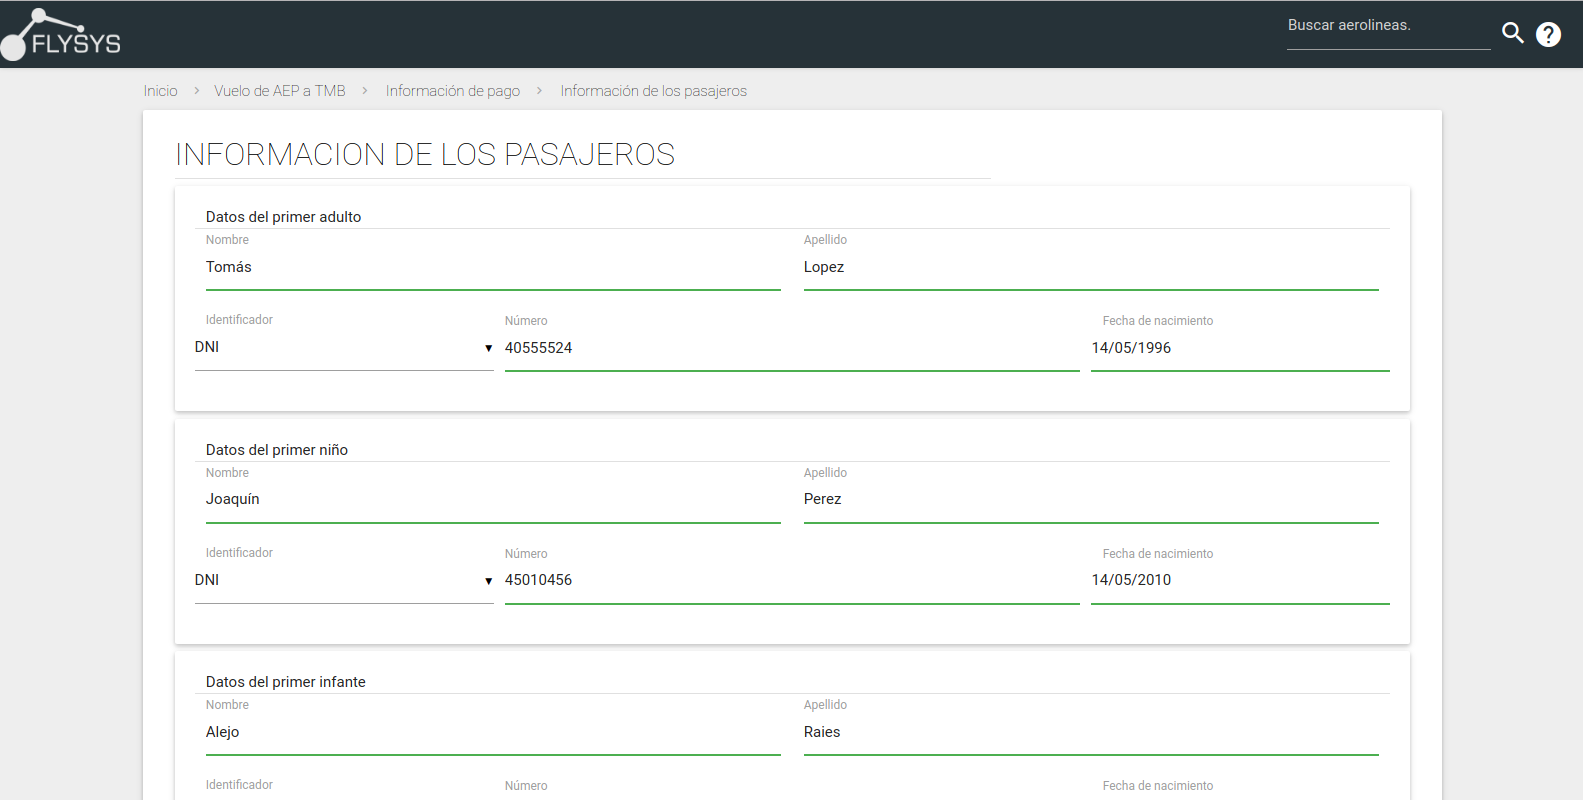 FLYSYS
Buscar aerolineas.
?
Inicio > Vuelo de AEP a TMB > Información de pago > Información de los pasajeros
INFORMACION DE LOS PASAJEROS
Datos del primer adulto
Nombre Apellido
Tomás Lopez
Identificador Número Fecha de nacimiento
DNI 40555524 14/05/1996
Datos del primer niño
Nombre Apellido
Joaquín Perez
Identificador Número Fecha de nacimiento
DNI 45010456 14/05/2010
Datos del primer infante
Nombre Apellido
Alejo Raies
Identificador Número Fecha de nacimiento